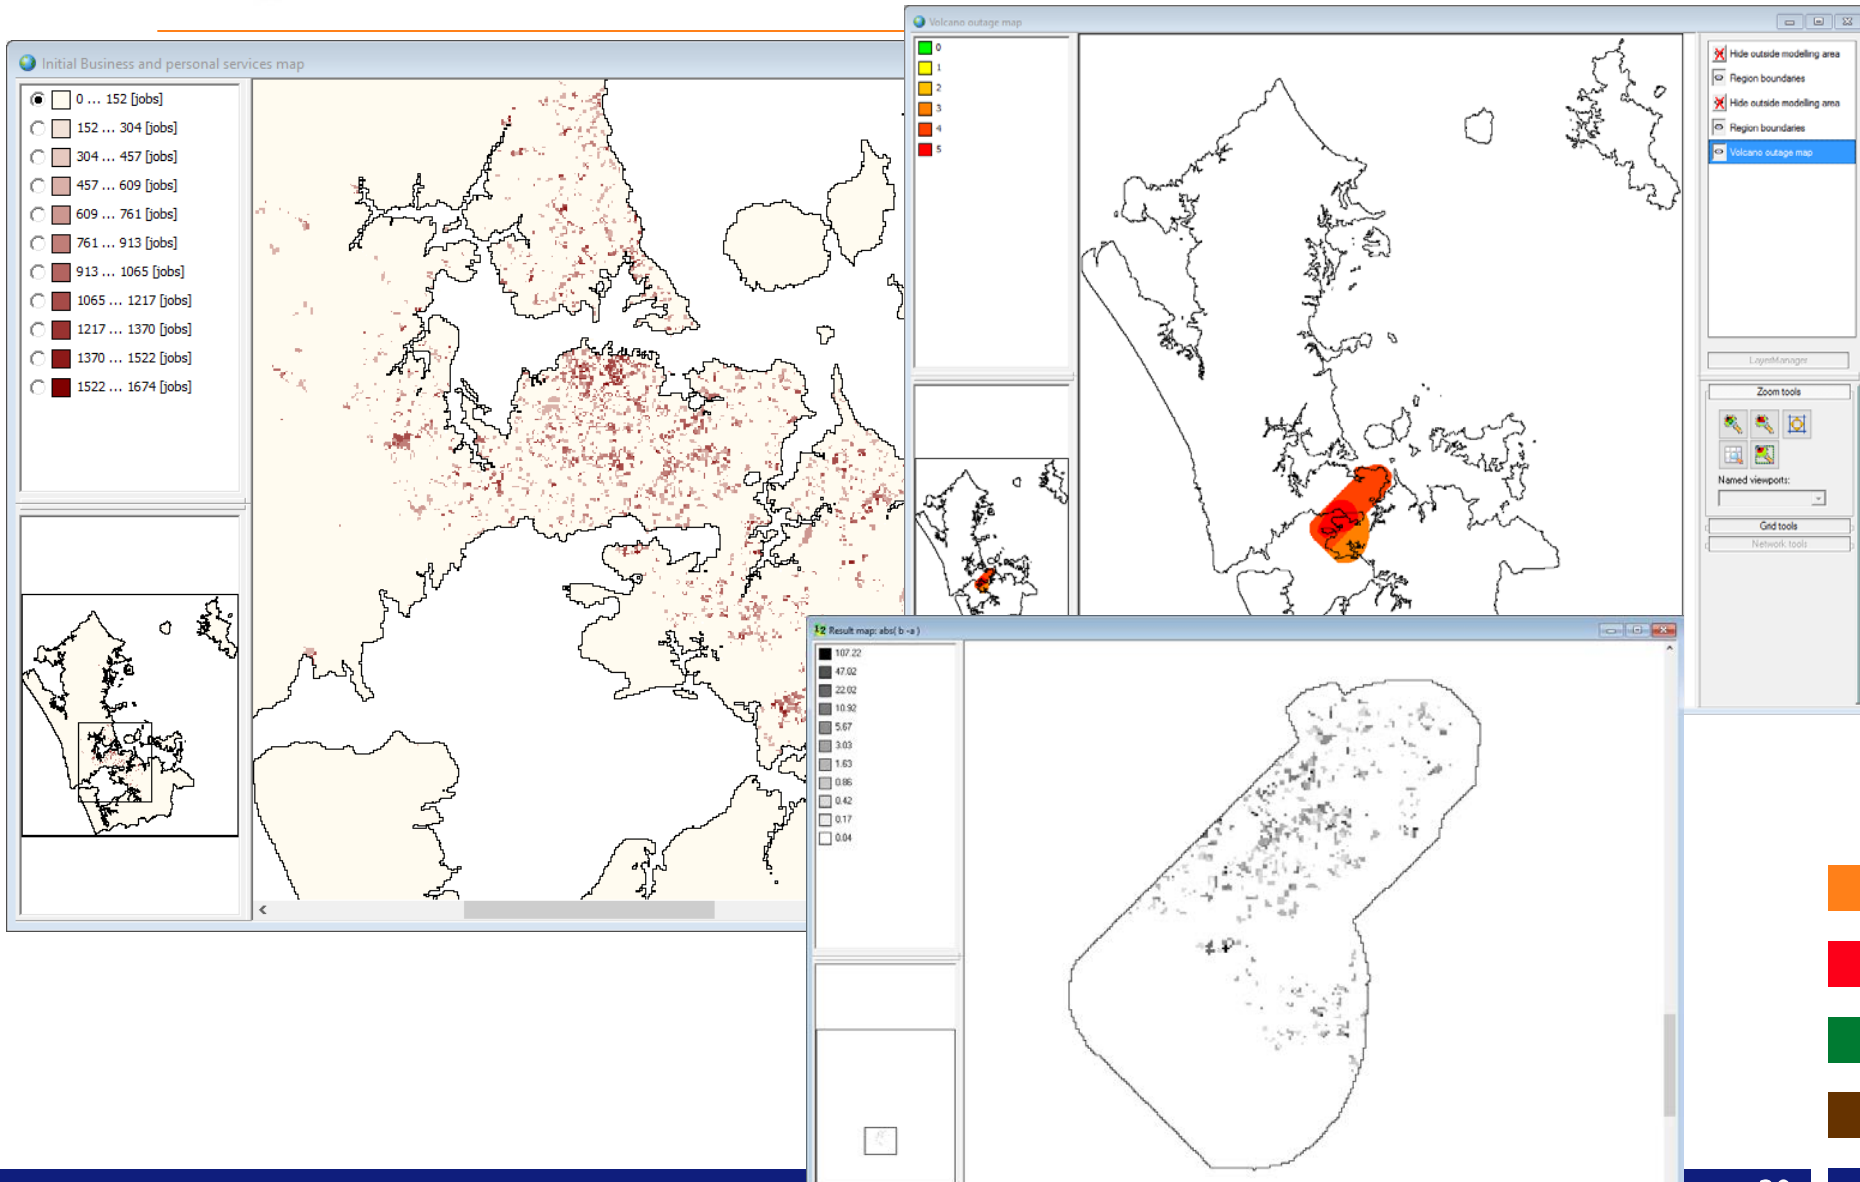 Initial Business and personal services map
0 ... 152 [jobs]
152 ... 304 [jobs]
304 ... 457 [jobs]
457 ... 609 [jobs]
609 ... 761 [jobs]
761 ... 913 [jobs]
913 ... 1065 [jobs]
1065 ... 1217 [jobs]
1217 ... 1370 [jobs]
1370 ... 1522 [jobs]
1522 ... 1674 [jobs]
Volcano outage map
0
1
2
3
4
5
Hide outside modelling area
Region boundaries
Hide outside modelling area
Region boundaries
Volcano outage map
LayerManager
Zoom tools
Named viewports:
Grid tools
Network tools
12 Result map: abs( b -a )
107.22
47.02
22.02
10.92
5.67
3.03
1.63
0.86
0.42
0.17
0.04